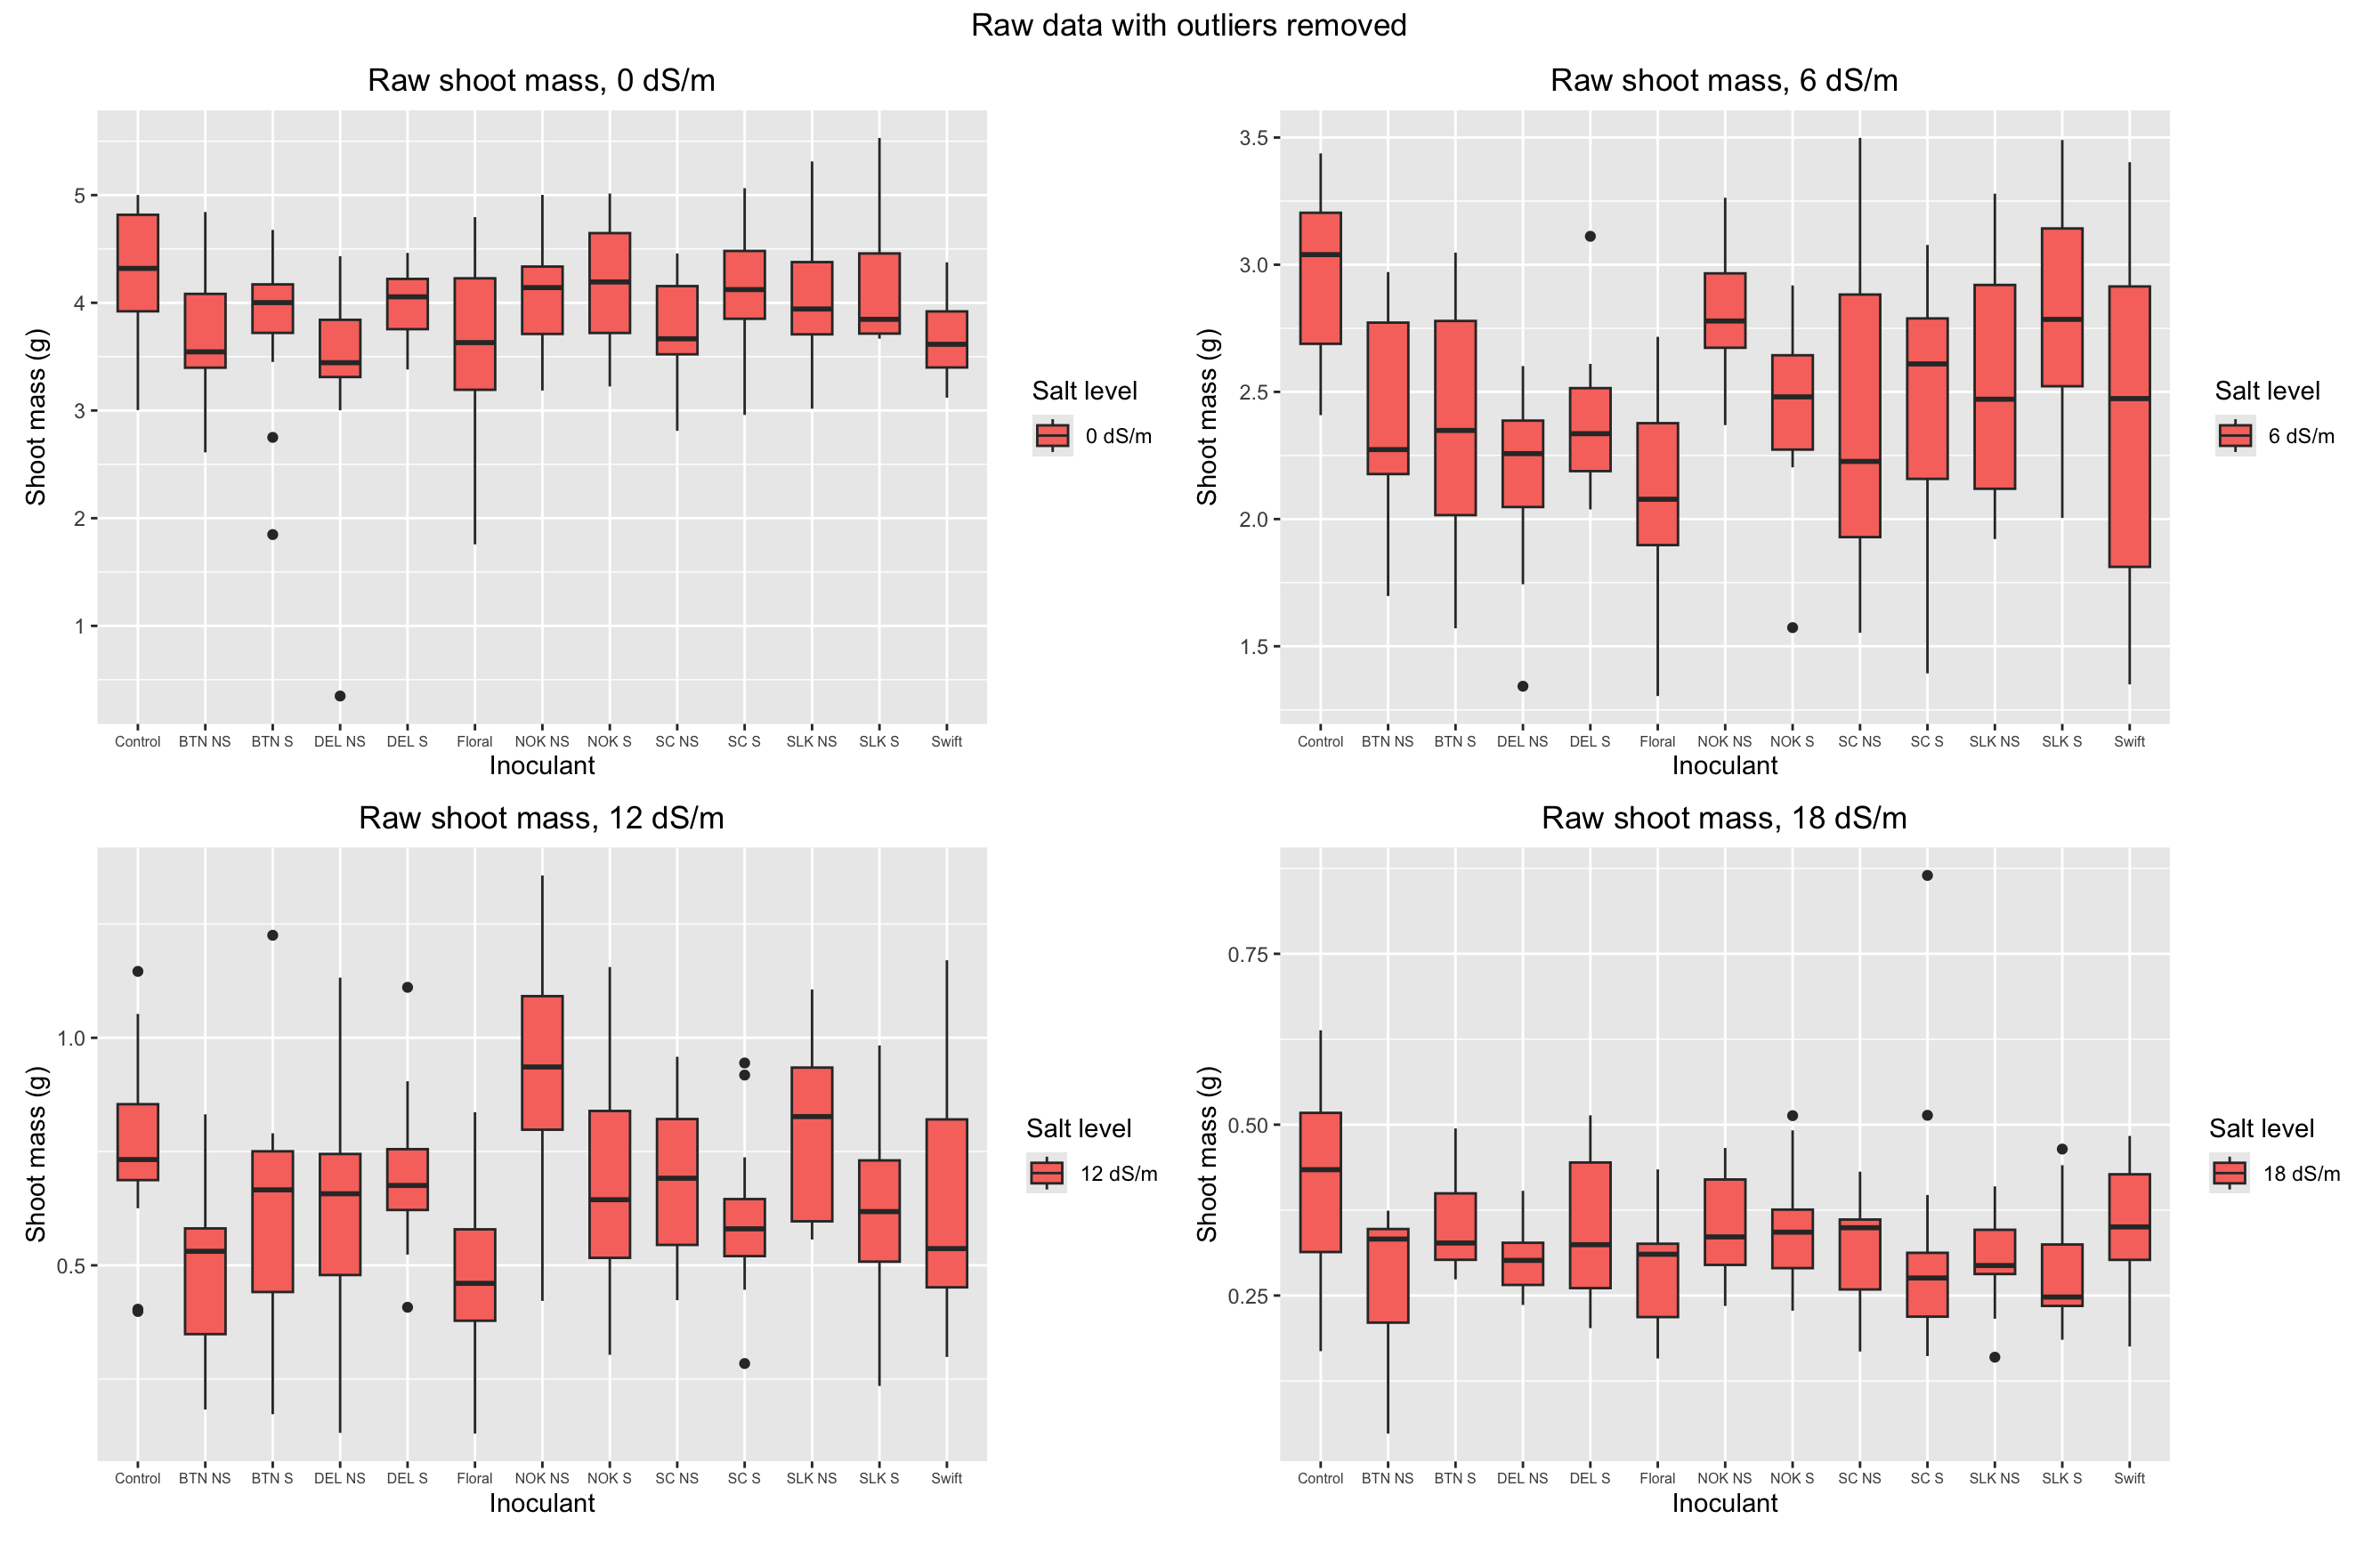 Raw data with outliers removed
Raw shoot mass, 0 dS/m
Shoot mass (g)
5
4
3
2
1
Control BTN NS BTN S DEL NS DEL S Floral NOK NS NOK S SC NS SC S SLK NS SLK S Swift
Inoculant
Salt level
0 dS/m
Raw shoot mass, 6 dS/m
Shoot mass (g)
3.5
3.0
2.5
2.0
1.5
Control BTN NS BTN S DEL NS DEL S Floral NOK NS NOK S SC NS SC S SLK NS SLK S Swift
Inoculant
Salt level
6 dS/m
Raw shoot mass, 12 dS/m
Shoot mass (g)
1.0
0.5
Control BTN NS BTN S DEL NS DEL S Floral NOK NS NOK S SC NS SC S SLK NS SLK S Swift
Inoculant
Salt level
12 dS/m
Raw shoot mass, 18 dS/m
Shoot mass (g)
0.75
0.50
0.25
Control BTN NS BTN S DEL NS DEL S Floral NOK NS NOK S SC NS SC S SLK NS SLK S Swift
Inoculant
Salt level
18 dS/m